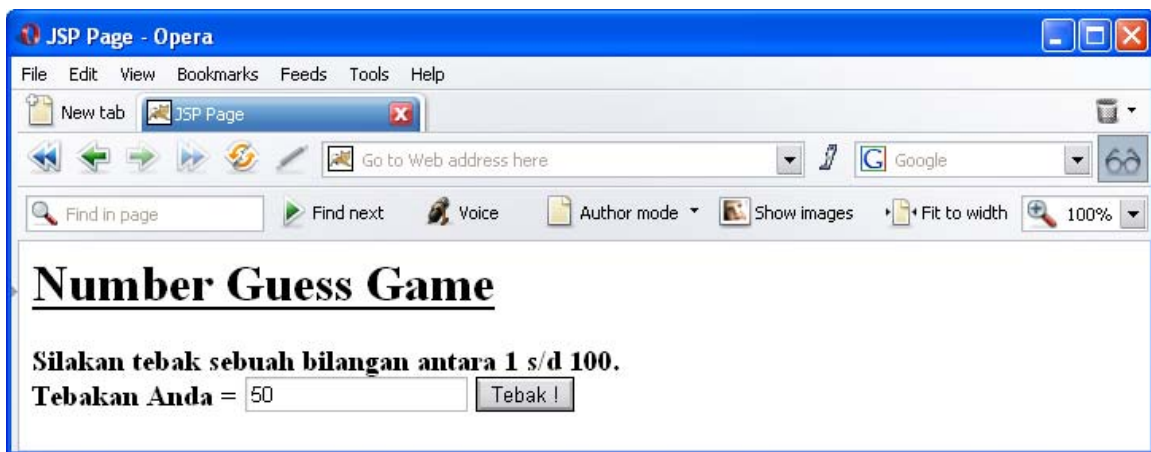 JSP Page - Opera
File Edit View Bookmarks Feeds Tools Help
New tab JSP Page
Go to Web address here G Google
Find in page Find next Voice Author mode Show images Fit to width 100%
Number Guess Game
Silakan tebak sebuah bilangan antara 1 s/d 100.
Tebakan Anda = 50 Tebak !